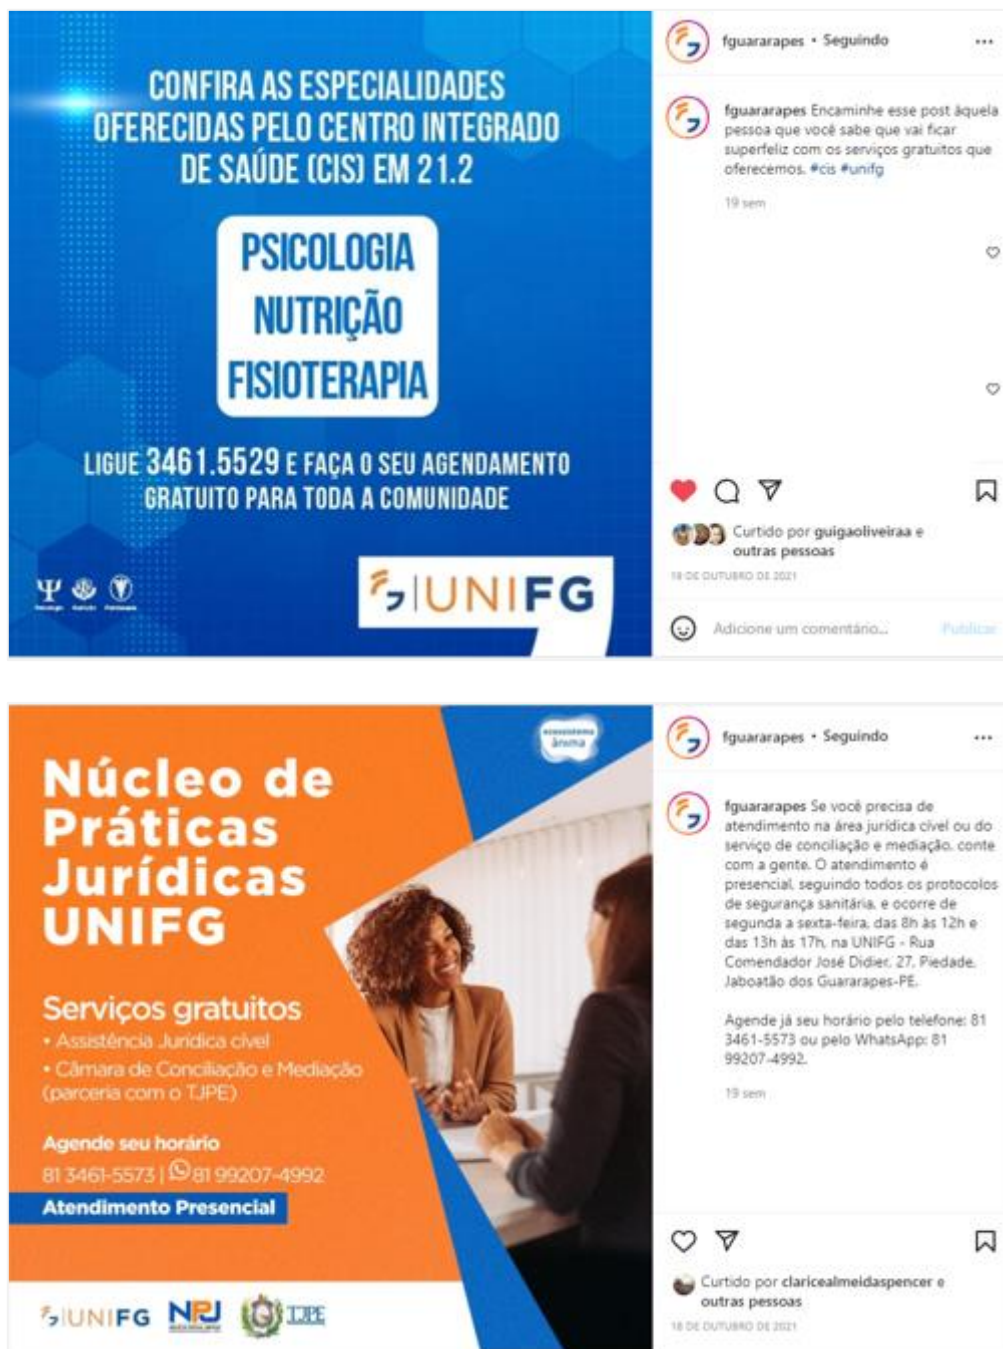 CONFIRA AS ESPECIALIDADES
OFERECIDAS PELO CENTRO INTEGRADO
DE SAÚDE (CIS) EM 21.2
PSICOLOGIA
NUTRIÇÃO
FISIOTERAPIA
LIGUE 3461.5529 E FAÇA O SEU AGENDAMENTO
GRATUITO PARA TODA A COMUNIDADE
UNIFG
fguararapes • Seguindo
fguararapes Encaminhe esse post àquela
pessoa que você sabe que vai ficar
superfeliz com os serviços gratuitos que
oferecemos. #cis #unifg
19 sem
Curtido por guigaoliveiraa e
outras pessoas
18 DE OUTUBRO DE 2021
Adicione um comentário...
Publicar
Núcleo de
Práticas
Jurídicas
UNIFG
ecossistema
ânima
Serviços gratuitos
• Assistência Jurídica cível
• Câmara de Conciliação e Mediação
(parceria com o TJPE)
Agende seu horário
81 3461-5573 | 81 99207-4992
Atendimento Presencial
UNIFG
NPJ
TJPE
fguararapes • Seguindo
fguararapes Se você precisa de
atendimento na área jurídica cível ou do
serviço de conciliação e mediação, conte
com a gente. O atendimento é
presencial, seguindo todos os protocolos
de segurança sanitária, e ocorre de
segunda a sexta-feira, das 8h às 12h e
das 13h às 17h, na UNIFG - Rua
Comendador José Didier, 27, Piedade,
Jaboatão dos Guararapes-PE.
Agende já seu horário pelo telefone: 81
3461-5573 ou pelo WhatsApp: 81
99207-4992.
19 sem
Curtido por claricealmeidaspencer e
outras pessoas
18 DE OUTUBRO DE 2021